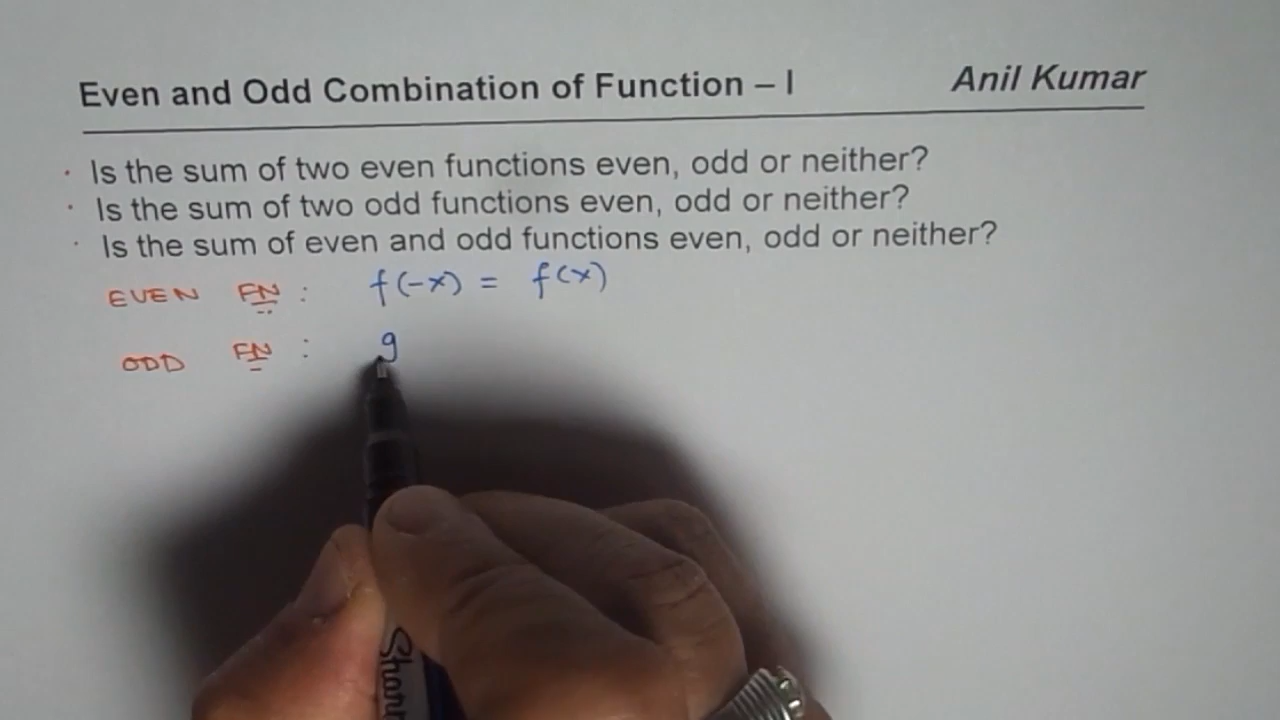 Even and Odd Combination of Function – I Anil Kumar
· Is the sum of two even functions even, odd or neither?
· Is the sum of two odd functions even, odd or neither?
· Is the sum of even and odd functions even, odd or neither?
EVEN FN : f(-x) = f(x)
ODD FN : g
Shar